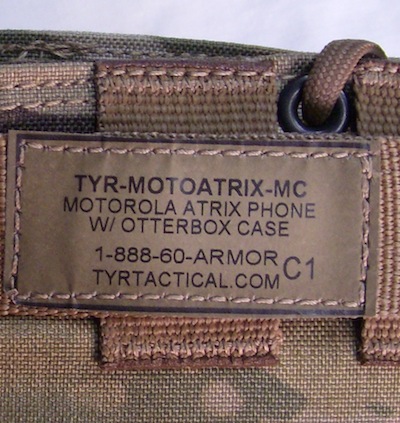 TYR-MOTOATRIX-MC
MOTOROLA ATRIX PHONE
W/ OTTERBOX CASE
1-888-60-ARMOR
TYRTACTICAL.COM C1